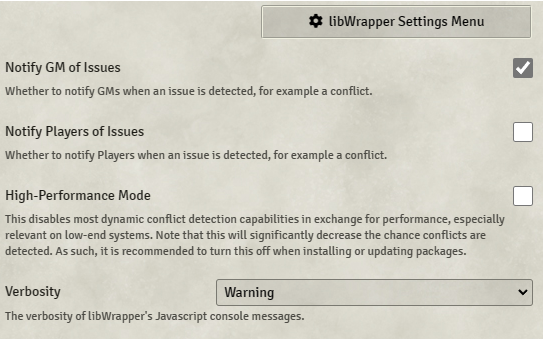 libWrapper Settings Menu
Notify GM of Issues
Whether to notify GMs when an issue is detected, for example a conflict.
Notify Players of Issues
Whether to notify Players when an issue is detected, for example a conflict.
High-Performance Mode
This disables most dynamic conflict detection capabilities in exchange for performance, especially
relevant on low-end systems. Note that this will significantly decrease the chance conflicts are
detected. As such, it is recommended to turn this off when installing or updating packages.
Verbosity
Warning
The verbosity of libWrapper's Javascript console messages.